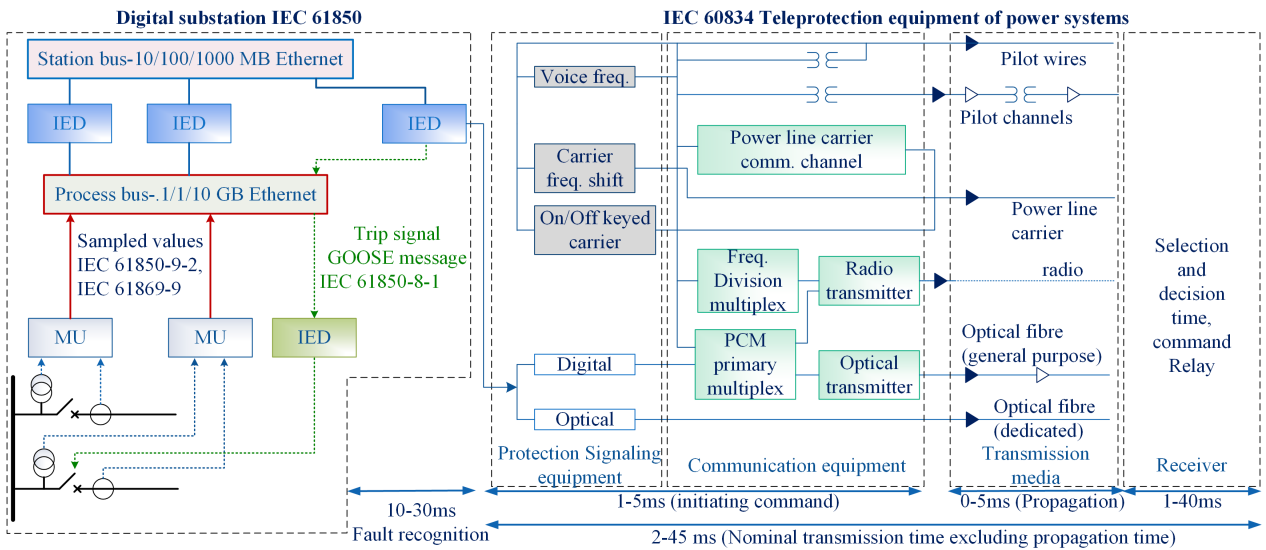 Digital substation IEC 61850
IEC 60834 Teleprotection equipment of power systems
Station bus-10/100/1000 MB Ethernet
IED
IED
IED
Process bus-.1/1/10 GB Ethernet
Sampled values
IEC 61850-9-2,
IEC 61869-9
Trip signal
GOOSE message
IEC 61850-8-1
MU
MU
IED
10-30ms
Fault recognition
Voice freq.
Carrier
freq. shift
On/Off keyed
carrier
Digital
Optical
Protection Signaling
equipment
Power line carrier
comm. channel
Freq.
Division
multiplex
Radio
transmitter
PCM
primary
multiplex
Optical
transmitter
Communication equipment
Pilot wires
Pilot channels
Power line
carrier
radio
Optical fibre
(general purpose)
Optical fibre
(dedicated)
Transmission
media
Selection
and
decision
time,
command
Relay
Receiver
1-5ms (initiating command)
0-5ms (Propagation)
1-40ms
2-45 ms (Nominal transmission time excluding propagation time)